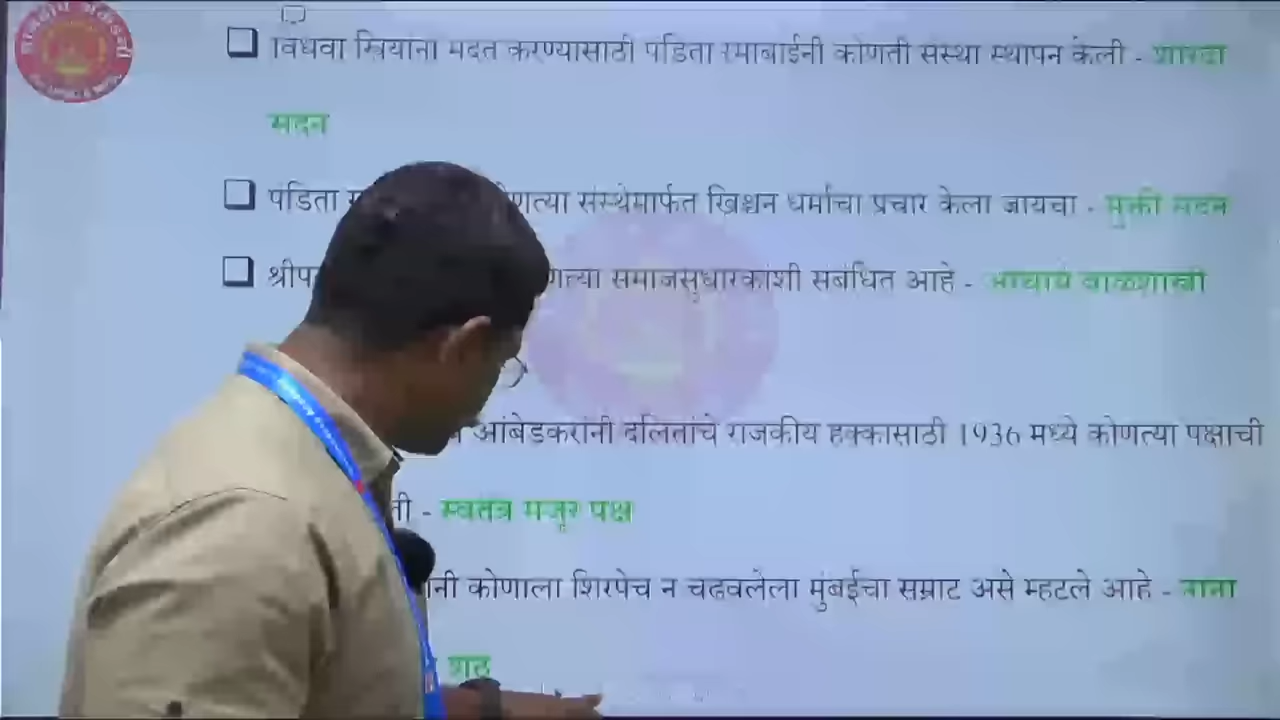 विधवा स्त्रियांना मदत करण्यासाठी पंडिता रमाबाईंनी कोणती संस्था स्थापन केली - शारदा
सदन
पंडिता कोणत्या संस्थेमार्फत ख्रिश्चन धर्माचा प्रचार केला जायचा - मुक्ती सदन
समाजसुधारकाशी संबंधित आहे - आचार्य बाळशास्त्री
आंबेडकरांनी दलितांचे राजकीय हक्कासाठी 1936 मध्ये कोणत्या पक्षाची
ती - स्वतंत्र मजूर पक्ष
नी कोणाला शिरपेच न चढवलेला मुंबईचा सम्राट असे म्हटले आहे - नाना
शेठ